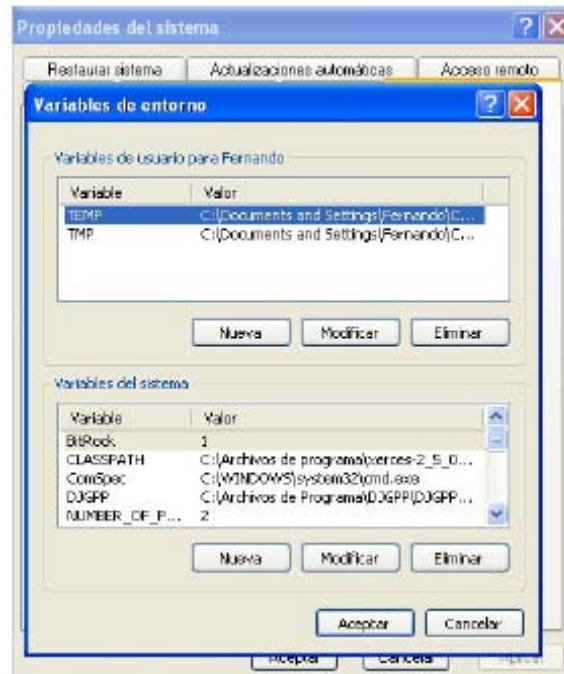 Propiedades del sistema
Restaurar sistema Actualizaciones automáticas Acceso remoto
Variables de entorno
Variables de usuario para Fernando
Variable Valor
TEMP C:\Documents and Settings\Fernando\C...
TMP C:\Documents and Settings\Fernando\C...
Nueva Modificar Eliminar
Variables del sistema
Variable Valor
BitRock 1
CLASSPATH C:\Archivos de programa\xerces-2_5_0...
ComSpec C:\WINDOWS\system32\cmd.exe
DJGPP C:\Archivos de Programa\DJGPP\DJGPP...
NUMBER_OF_P... 2
Nueva Modificar Eliminar
Aceptar Cancelar
Aceptar Cancelar Aplicar